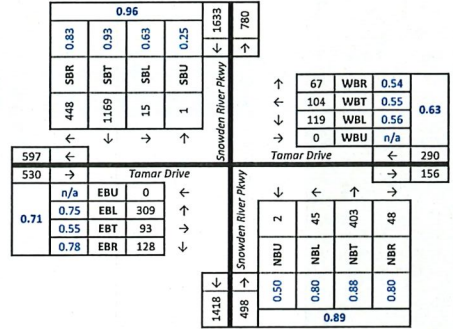 0.96
0.83 0.93 0.63 0.25
SBR SBT SBL SBU
448 1169 15 1
← ↓ → ↑
1633 780
↓ ↑
Snowden River Pkwy
↑ 67 WBR 0.54
← 104 WBT 0.55
↓ 119 WBL 0.56
→ 0 WBU n/a
0.63
597 ←
Tamar Drive
← 290
530 →
Tamar Drive
→ 156
n/a EBU 0 ←
0.75 EBL 309 ↑
0.55 EBT 93 →
0.78 EBR 128 ↓
0.71
Snowden River Pkwy
↓ ← ↑ →
2 45 403 48
NBU NBL NBT NBR
0.50 0.80 0.88 0.80
0.89
↓ ↑
1418 498